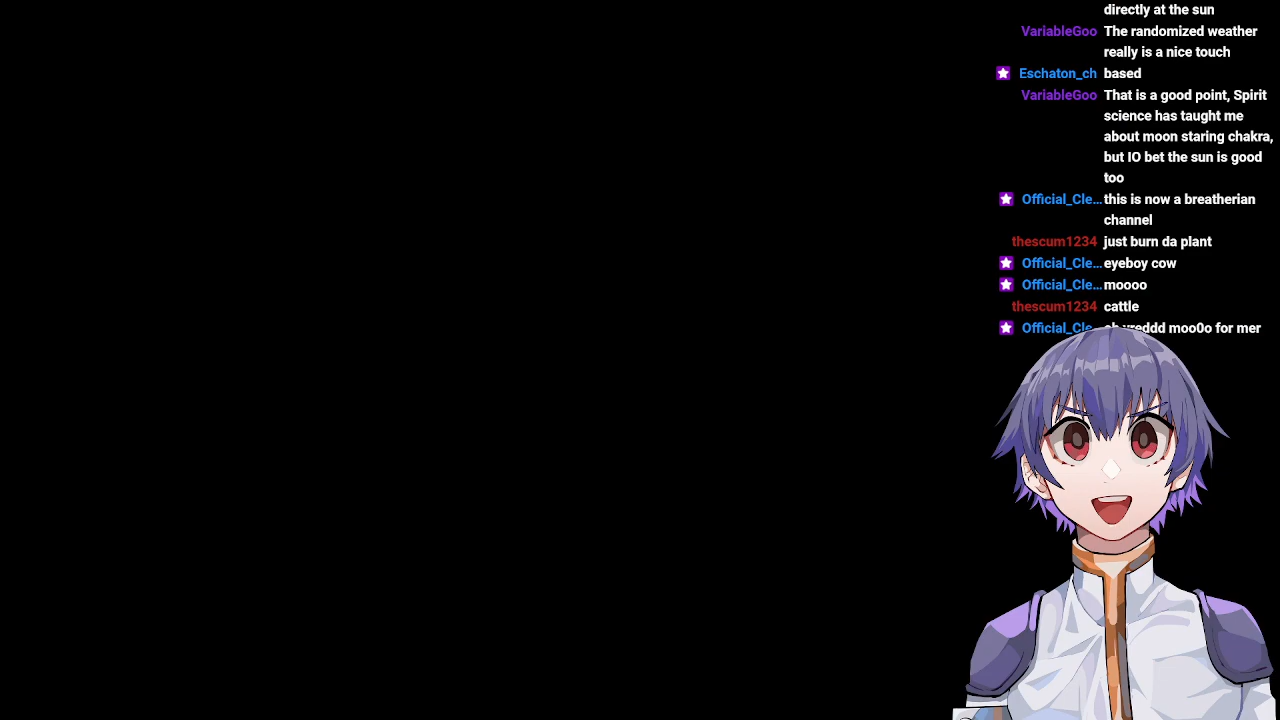 directly at the sun
VariableGoo The randomized weather
really is a nice touch
Eschaton_ch based
VariableGoo That is a good point, Spirit
science has taught me
about moon staring chakra,
but IO bet the sun is good
too
Official_Cle... this is now a breatherian
channel
thescum1234 just burn da plant
Official_Cle... eyeboy cow
Official_Cle... moooo
thescum1234 cattle
Official_Cle... moo0o for mer